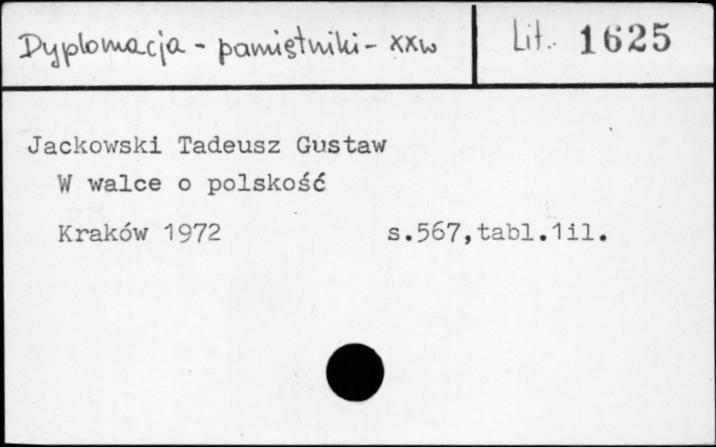 Dyplomacja - pamiętniki - XXw
Lit. 1625
Jackowski Tadeusz Gustaw
W walce o polskość
Kraków 1972 s.567,tabl.1il.